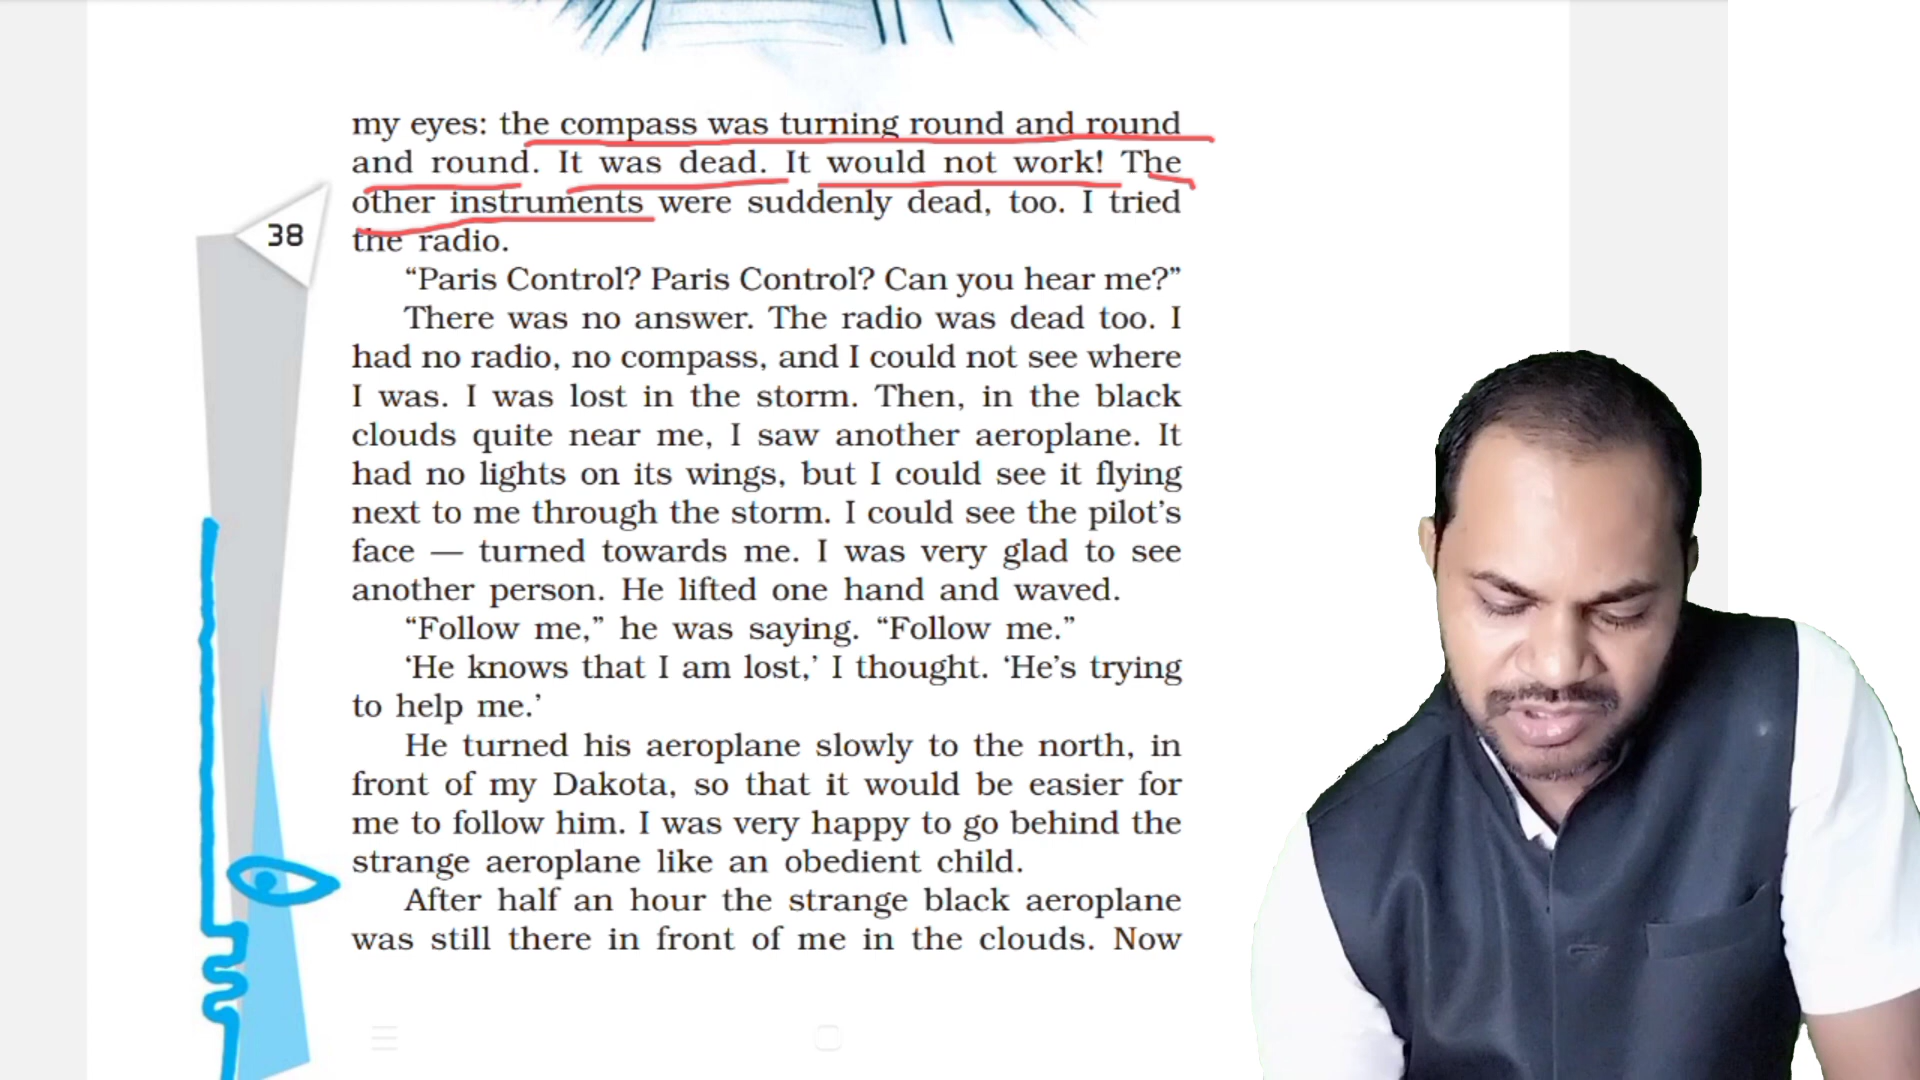 my eyes: the compass was turning round and round
and round. It was dead. It would not work! The
other instruments were suddenly dead, too. I tried
the radio.
38
“Paris Control? Paris Control? Can you hear me?”
There was no answer. The radio was dead too. I
had no radio, no compass, and I could not see where
I was. I was lost in the storm. Then, in the black
clouds quite near me, I saw another aeroplane. It
had no lights on its wings, but I could see it flying
next to me through the storm. I could see the pilot’s
face — turned towards me. I was very glad to see
another person. He lifted one hand and waved.
“Follow me,” he was saying. “Follow me.”
‘He knows that I am lost,’ I thought. ‘He’s trying
to help me.’
He turned his aeroplane slowly to the north, in
front of my Dakota, so that it would be easier for
me to follow him. I was very happy to go behind the
strange aeroplane like an obedient child.
After half an hour the strange black aeroplane
was still there in front of me in the clouds. Now